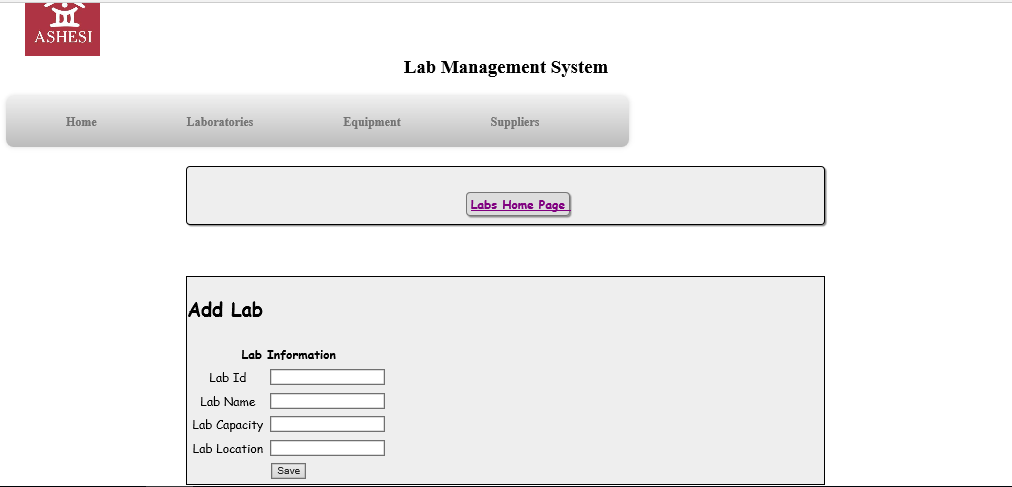 ASHESI
Lab Management System
Home Laboratories Equipment Suppliers
Labs Home Page
Add Lab
Lab Information
Lab Id
Lab Name
Lab Capacity
Lab Location
Save